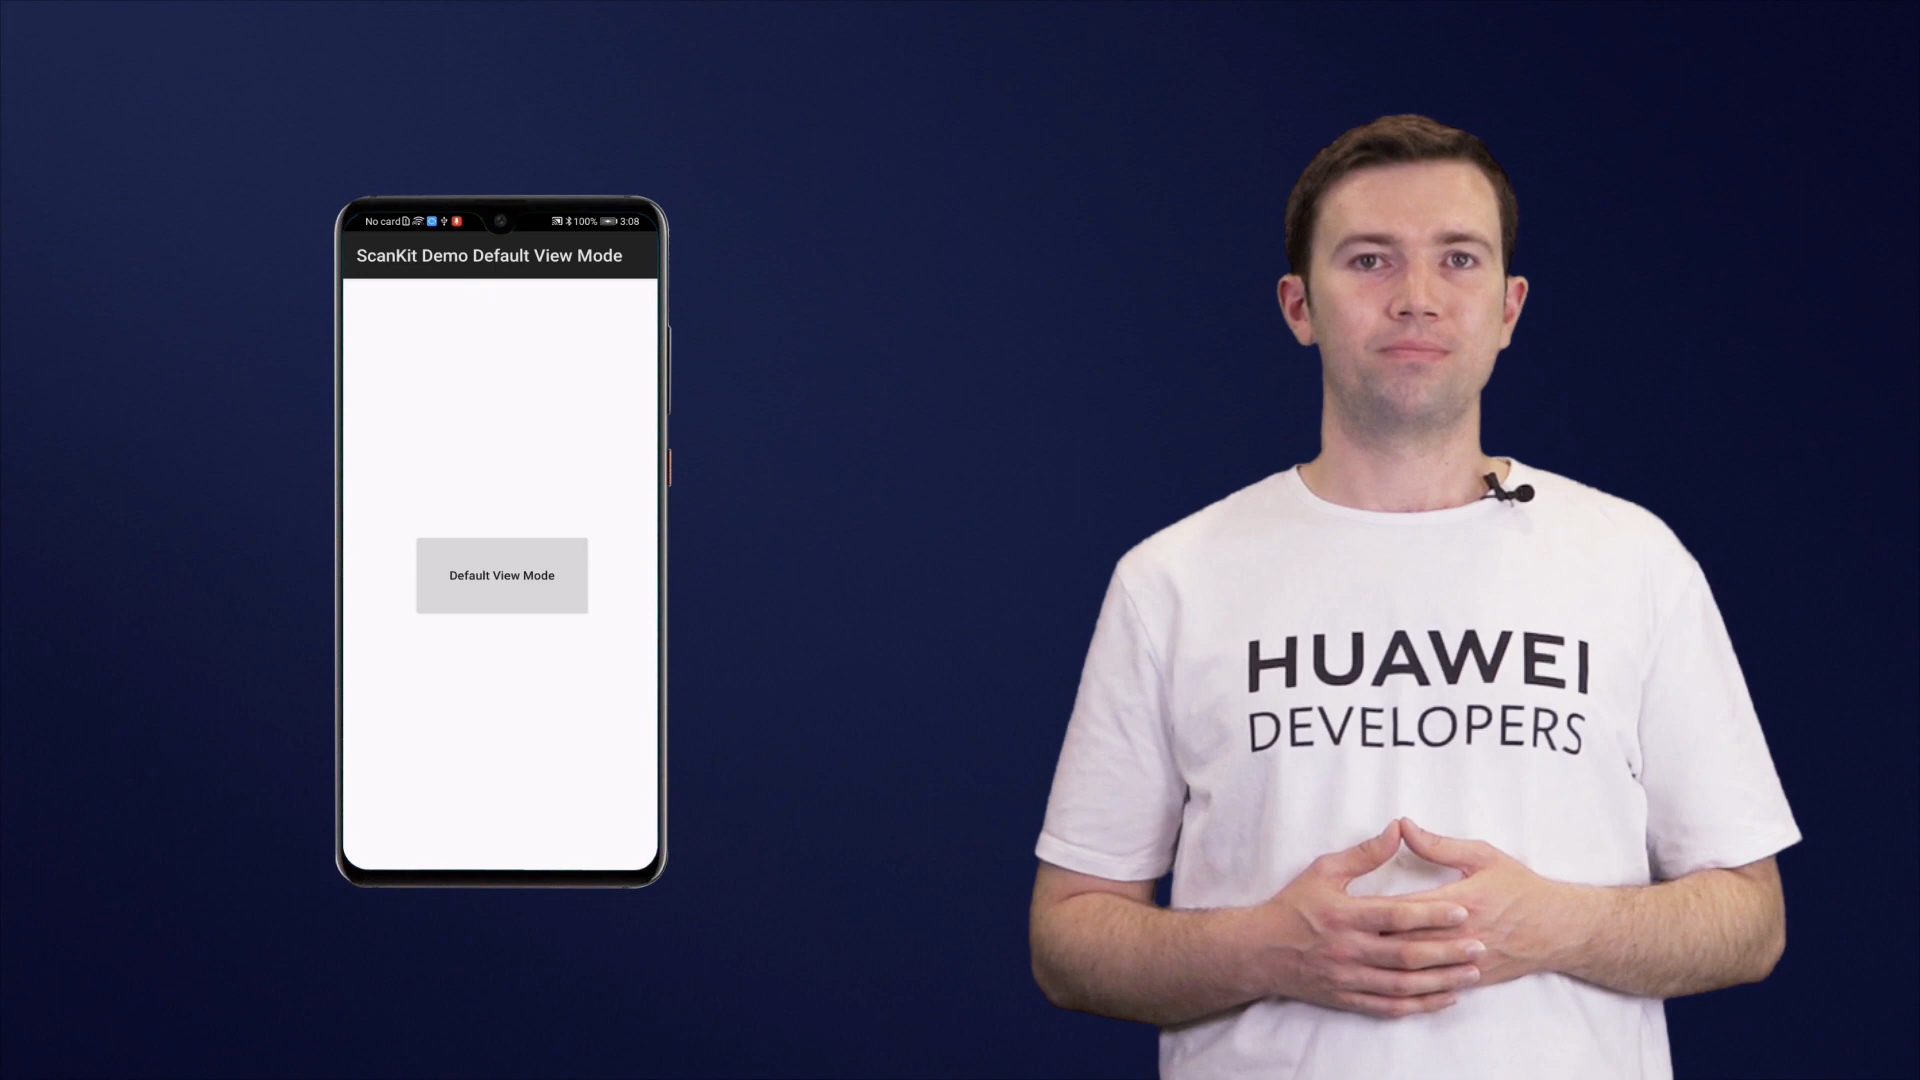 No card 100% 3:08
ScanKit Demo Default View Mode
Default View Mode
HUAWEI
DEVELOPERS